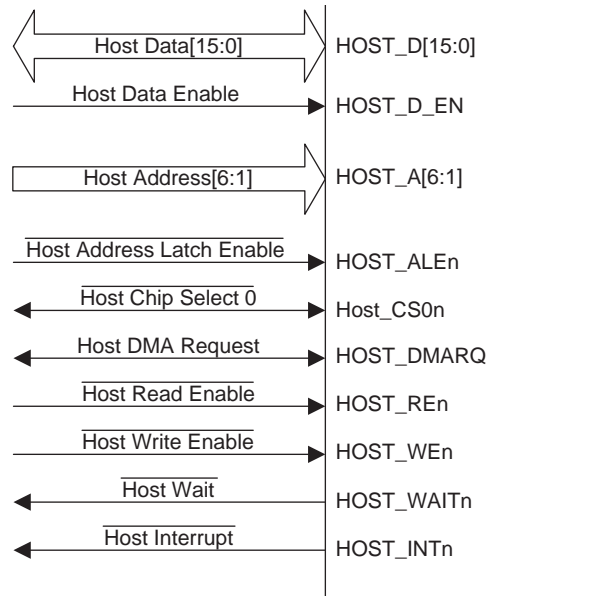 Host Data[15:0] HOST_D[15:0]
Host Data Enable HOST_D_EN
Host Address[6:1] HOST_A[6:1]
Host Address Latch Enable HOST_ALEn
Host Chip Select 0 Host_CS0n
Host DMA Request HOST_DMARQ
Host Read Enable HOST_REn
Host Write Enable HOST_WEn
Host Wait HOST_WAITn
Host Interrupt HOST_INTn